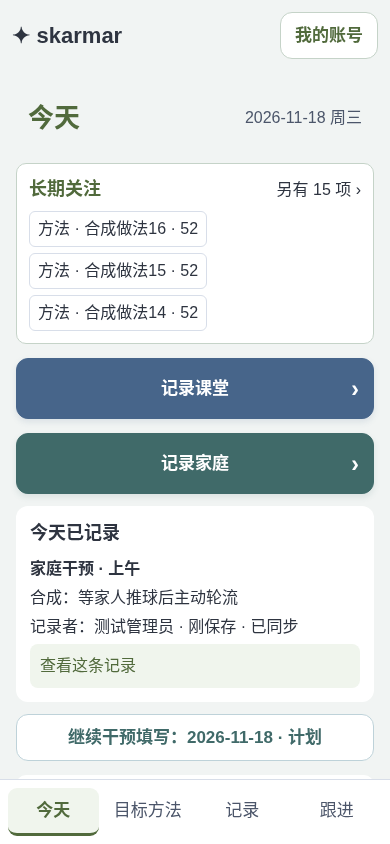 ✦ skarmar
我的账号
今天
2026-11-18 周三
长期关注
另有 15 项 ›
方法 · 合成做法16 · 52
方法 · 合成做法15 · 52
方法 · 合成做法14 · 52
记录课堂 ›
记录家庭 ›
今天已记录
家庭干预 · 上午
合成：等家人推球后主动轮流
记录者：测试管理员 · 刚保存 · 已同步
查看这条记录
继续干预填写：2026-11-18 · 计划
今天
目标方法
记录
跟进